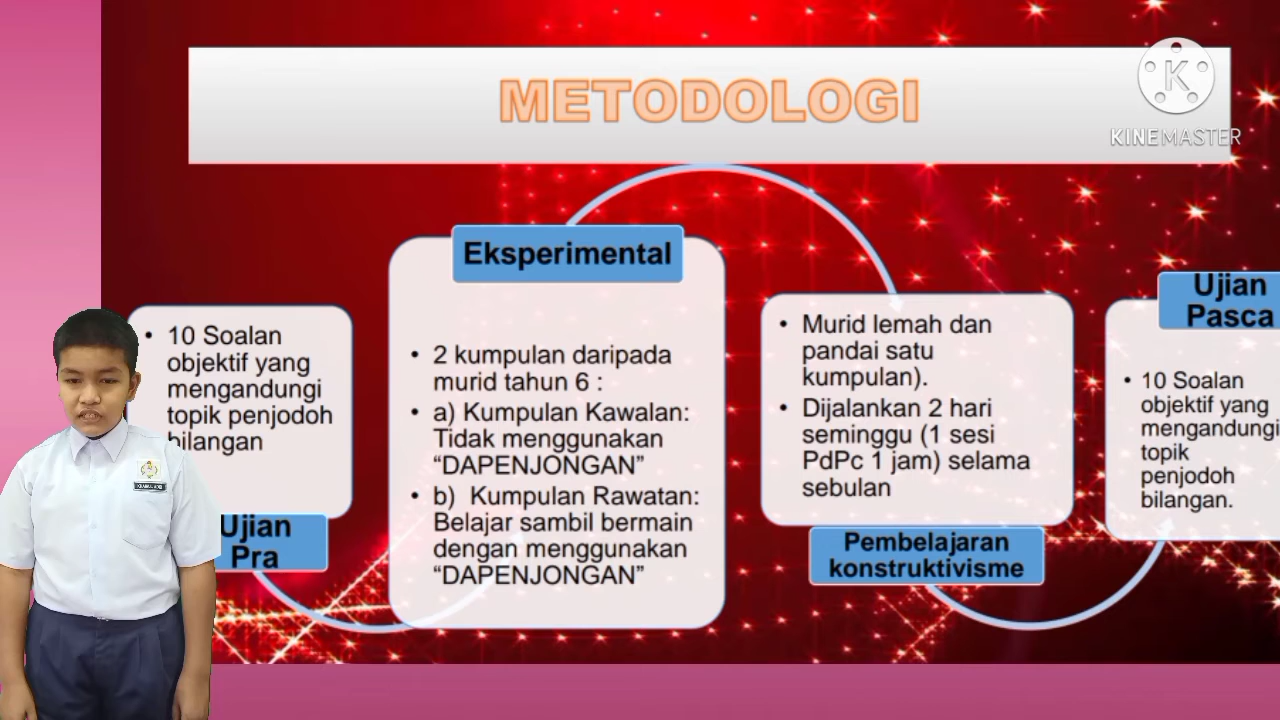 METODOLOGI
K
KINEMASTER
10 Soalan
objektif yang
mengandungi
topik penjodoh
bilangan
Ujian
Pra
Eksperimental
• 2 kumpulan daripada
murid tahun 6 :
• a) Kumpulan Kawalan:
Tidak menggunakan
“DAPENJONGAN”
• b) Kumpulan Rawatan:
Belajar sambil bermain
dengan menggunakan
“DAPENJONGAN”
• Murid lemah dan
pandai satu
kumpulan).
• Dijalankan 2 hari
seminggu (1 sesi
PdPc 1 jam) selama
sebulan
Pembelajaran
konstruktivisme
Ujian
Pasca
• 10 Soalan
objektif yang
mengandungi
topik
penjodoh
bilangan.